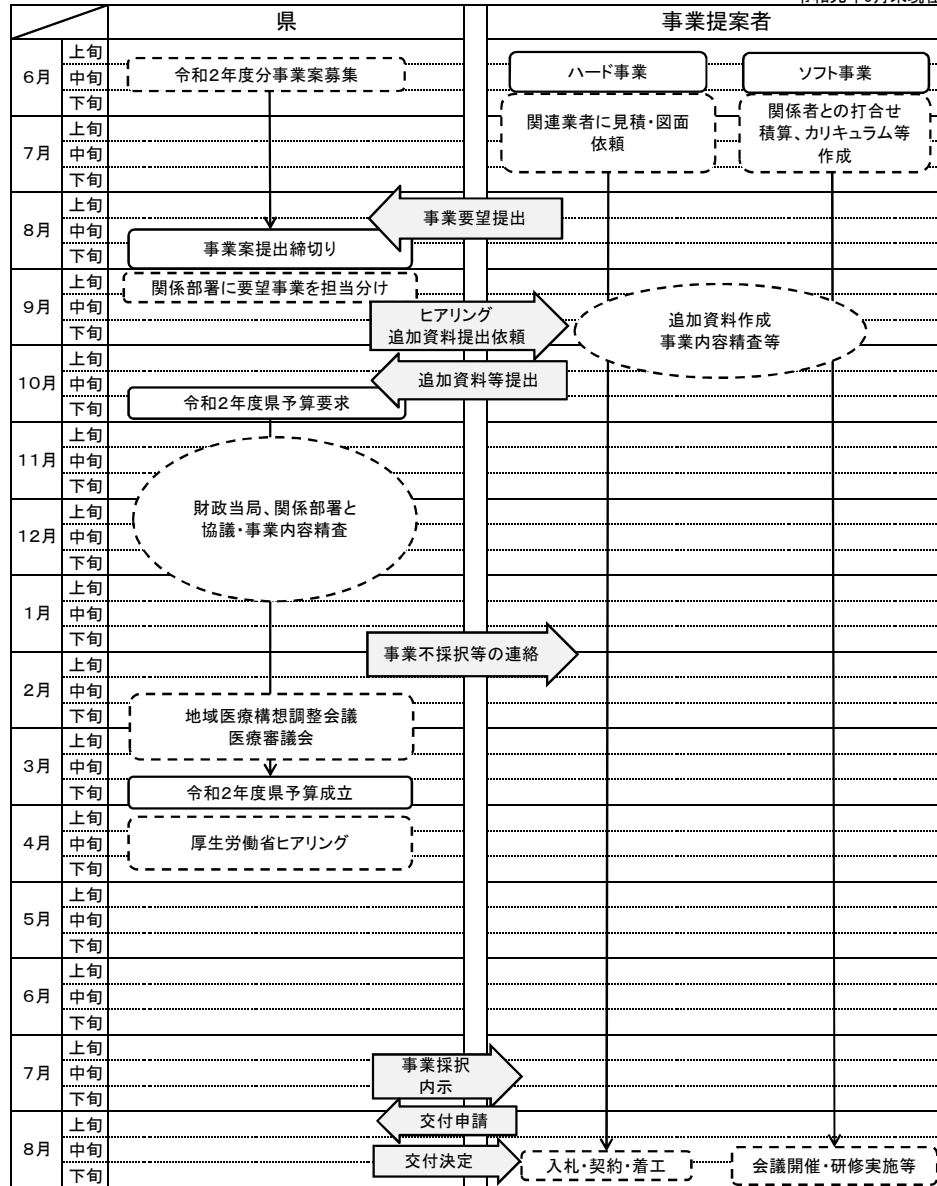 県 事業提案者
6月 上旬
中旬
下旬
令和2年度分事業案募集
ハード事業
ソフト事業
関連業者に見積・図面
依頼
関係者との打合せ
積算、カリキュラム等
作成
7月 上旬
中旬
下旬
8月 上旬
中旬
下旬
事業要望提出
事業案提出締切り
9月 上旬
中旬
下旬
関係部署に要望事業を担当分け
ヒアリング
追加資料提出依頼
追加資料作成
事業内容精査等
10月 上旬
中旬
下旬
追加資料等提出
令和2年度県予算要求
11月 上旬
中旬
下旬
財政当局、関係部署と
協議・事業内容精査
12月 上旬
中旬
下旬
1月 上旬
中旬
下旬
事業不採択等の連絡
2月 上旬
中旬
下旬
地域医療構想調整会議
医療審議会
3月 上旬
中旬
下旬
令和2年度県予算成立
4月 上旬
中旬
下旬
厚生労働省ヒアリング
5月 上旬
中旬
下旬
6月 上旬
中旬
下旬
7月 上旬
中旬
下旬
事業採択
内示
8月 上旬
中旬
下旬
交付申請
交付決定
入札・契約・着工
会議開催・研修実施等